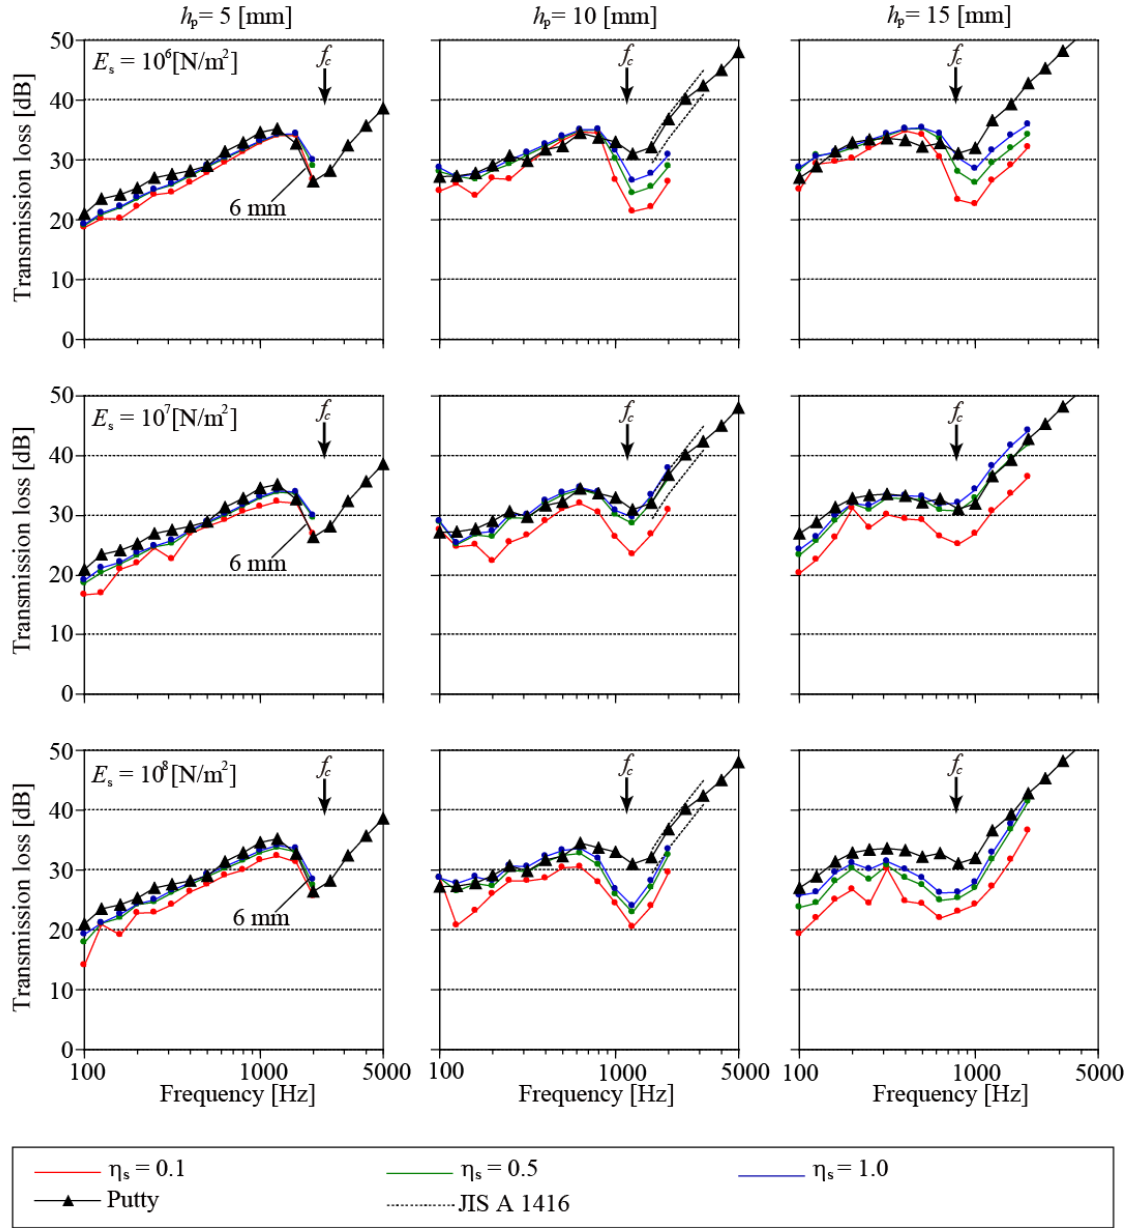 hp= 5 [mm] hp= 10 [mm] hp= 15 [mm]
Transmission loss [dB]
50
40
30
20
10
0
Es = 10^6[N/m^2]
fc
6 mm
fc
fc
Transmission loss [dB]
50
40
30
20
10
0
Es = 10^7[N/m^2]
fc
6 mm
fc
fc
Transmission loss [dB]
50
40
30
20
10
0
Es = 10^8[N/m^2]
fc
6 mm
fc
fc
100 1000 5000 100 1000 5000 100 1000 5000
Frequency [Hz] Frequency [Hz] Frequency [Hz]
ηs = 0.1 ηs = 0.5 ηs = 1.0
Putty JIS A 1416